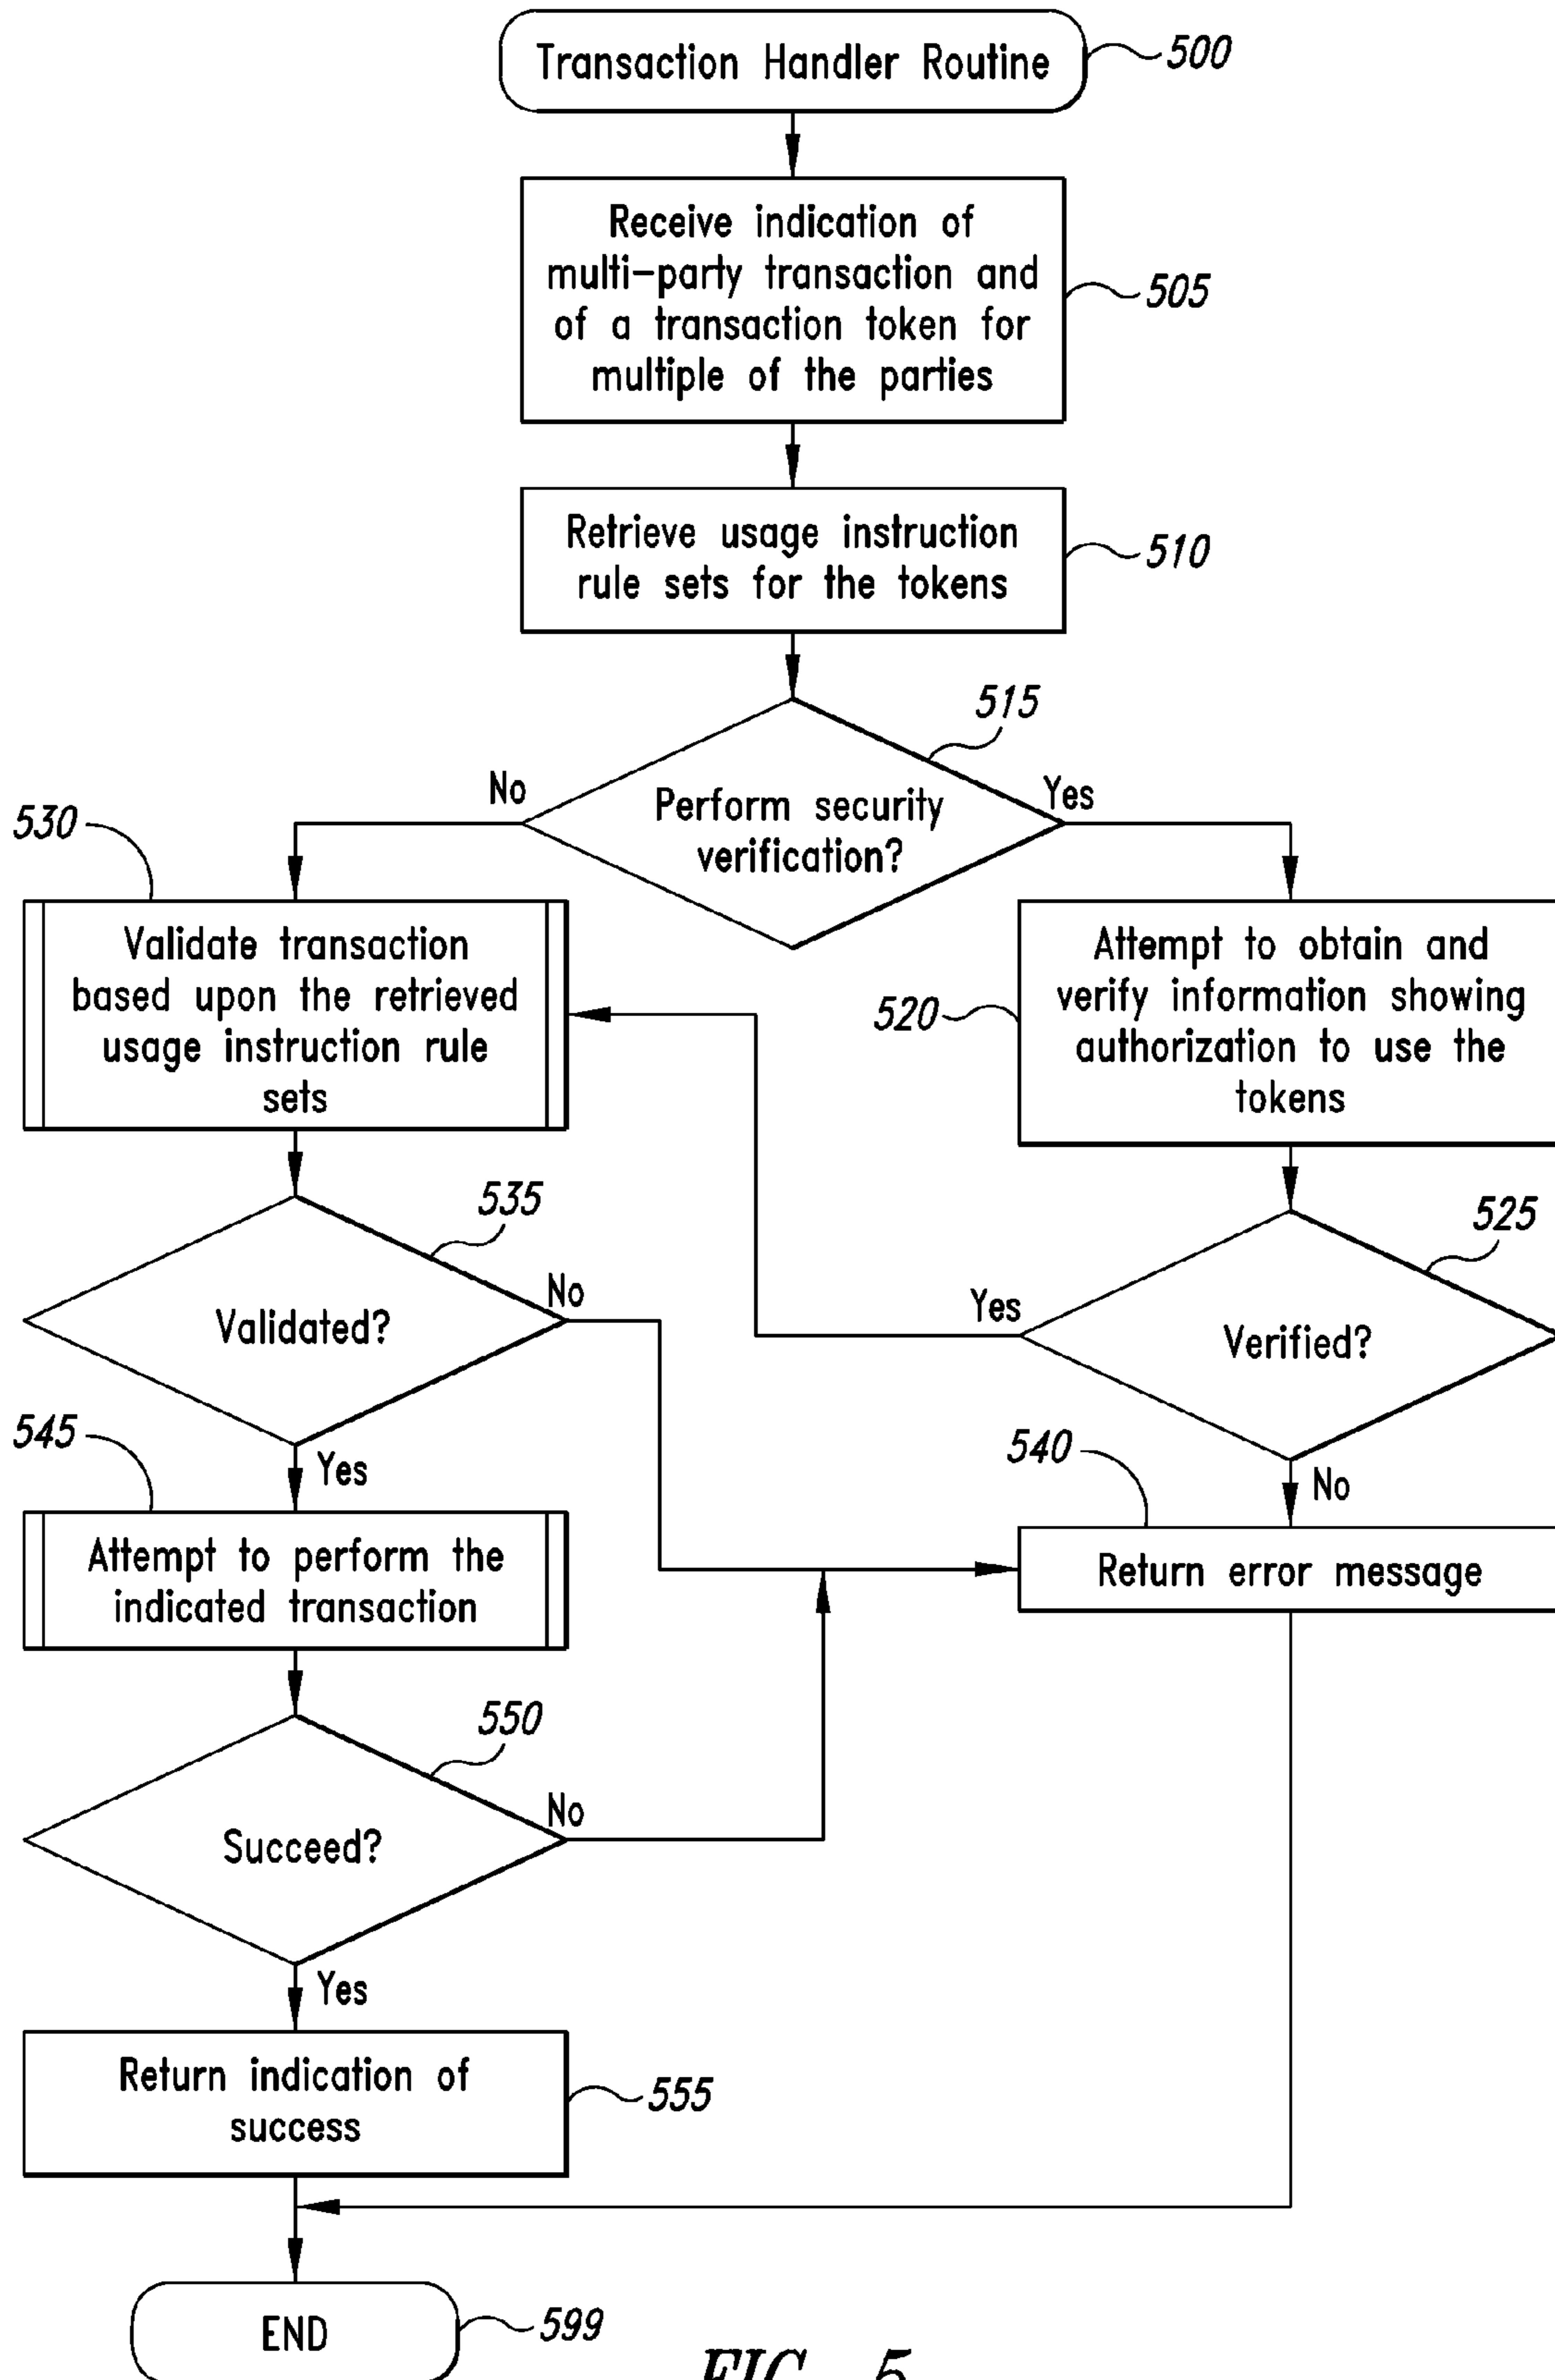 Transaction Handler Routine
500
Receive indication of
multi-party transaction and
of a transaction token for
multiple of the parties
505
Retrieve usage instruction
rule sets for the tokens
510
515
Perform security
verification?
No
Yes
530
Validate transaction
based upon the retrieved
usage instruction rule
sets
Attempt to obtain and
verify information showing
authorization to use the
tokens
520
535
Validated?
No
525
Verified?
Yes
545
Yes
540
No
Attempt to perform the
indicated transaction
Return error message
550
Succeed?
No
Yes
Return indication of
success
555
END
599
FIG. 5